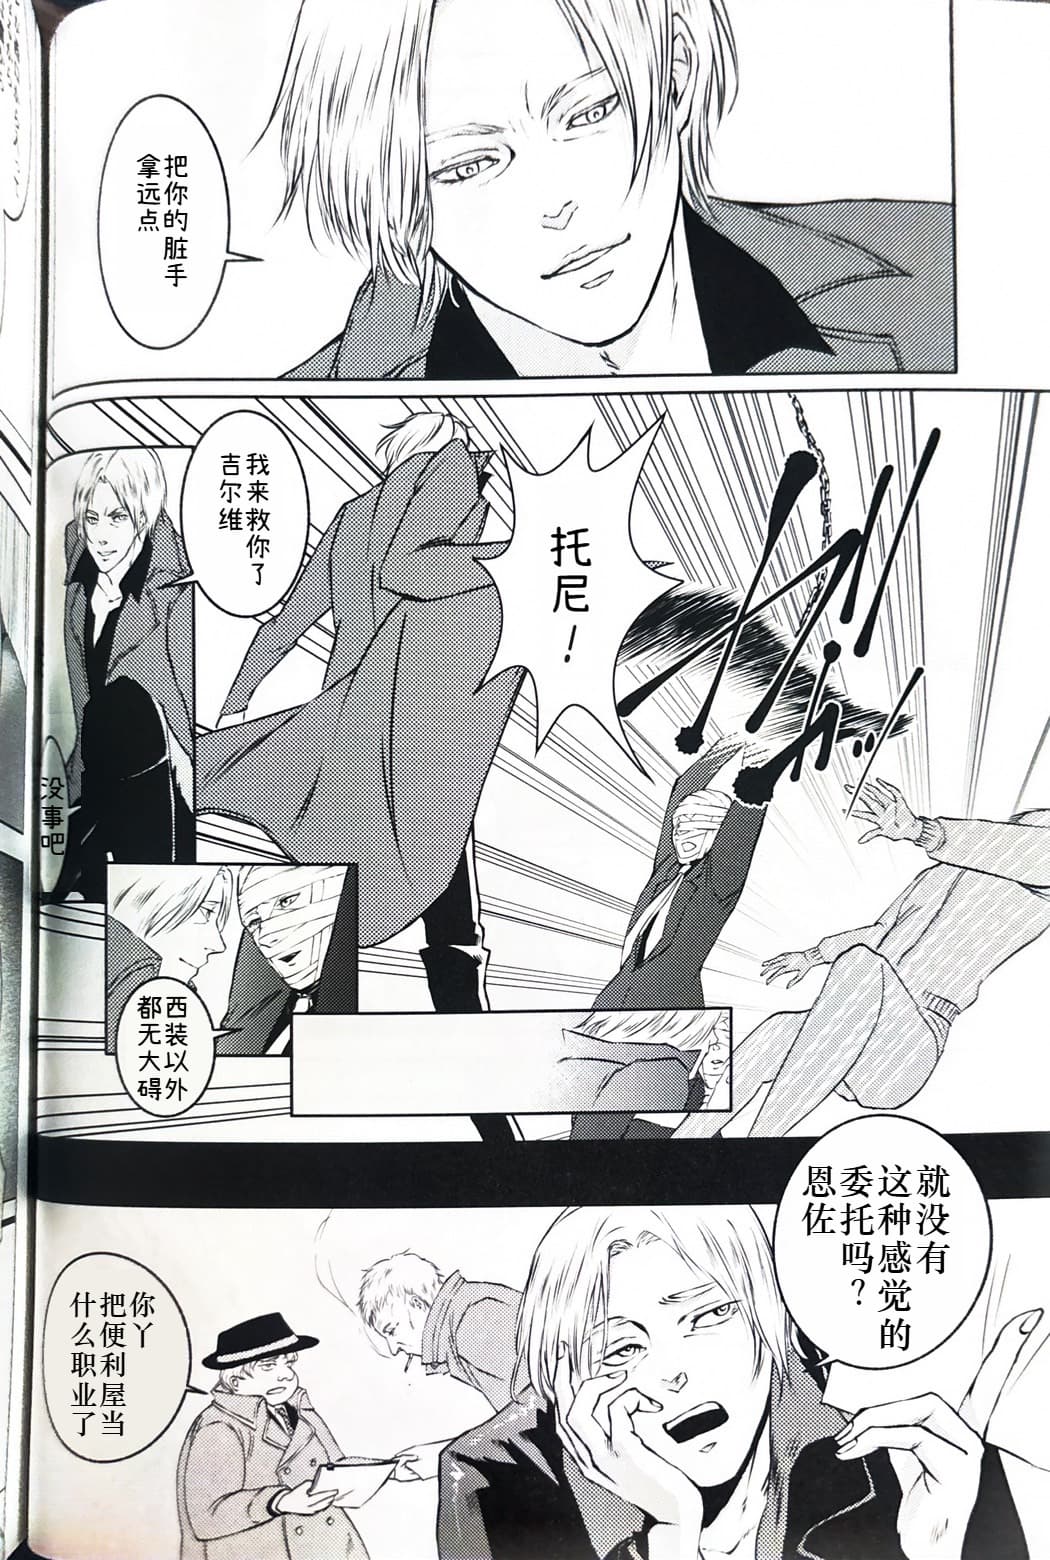 把你的脏手
拿远点
托尼！
我来救你了
吉尔维
没事吧
西装以外
都无大碍
就没有
这种感觉的
委托吗？
恩佐
你丫
把便利屋当
什么职业了